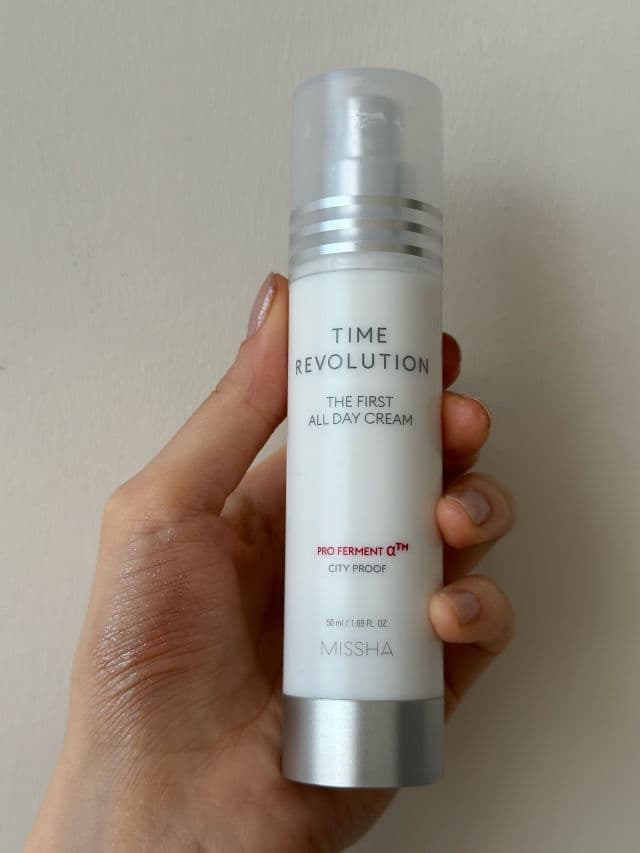 TIME
REVOLUTION
THE FIRST
ALL DAY CREAM
PRO FERMENT α™
CITY PROOF
50 ml / 1.69 FL. OZ.
MISSHA